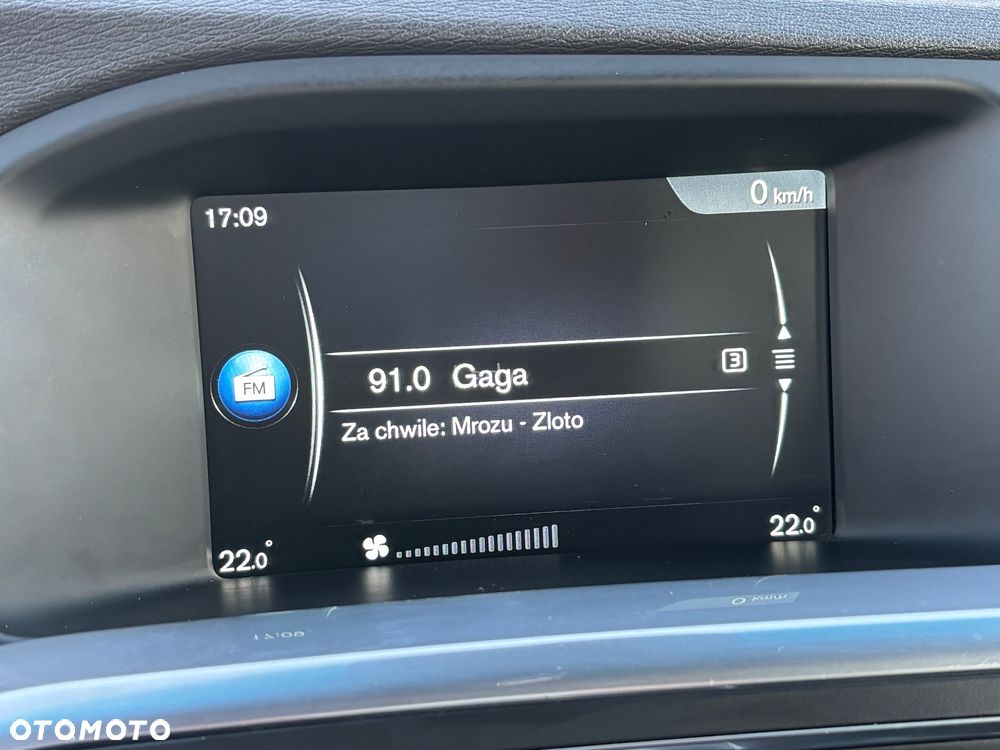 17:09
0 km/h
FM
91.0 Gaga 3
Za chwile: Mrozu - Zloto
22.0° 22.0°
OTOMOTO